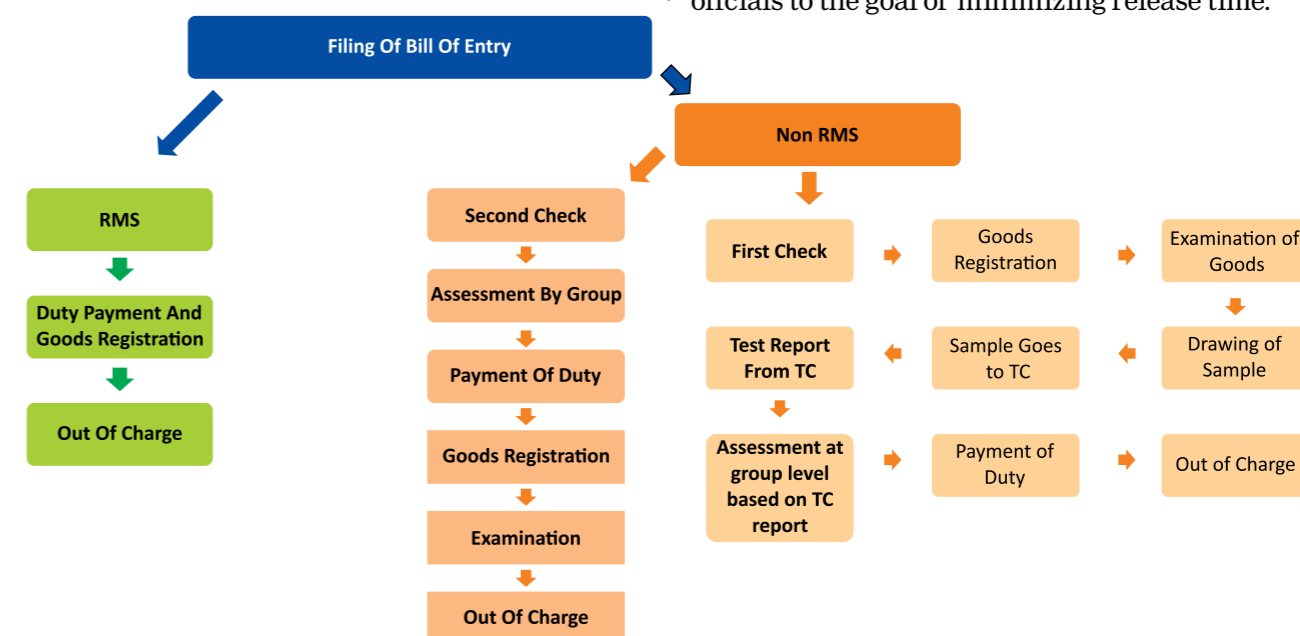 officials to the goal of minimizing release time.
Filing Of Bill Of Entry
Non RMS
RMS
Duty Payment And
Goods Registration
Out Of Charge
Second Check
Assessment By Group
Payment Of Duty
Goods Registration
Examination
Out Of Charge
First Check
Goods
Registration
Examination of
Goods
Drawing of
Sample
Sample Goes
to TC
Test Report
From TC
Assessment at
group level
based on TC
report
Payment of
Duty
Out of Charge